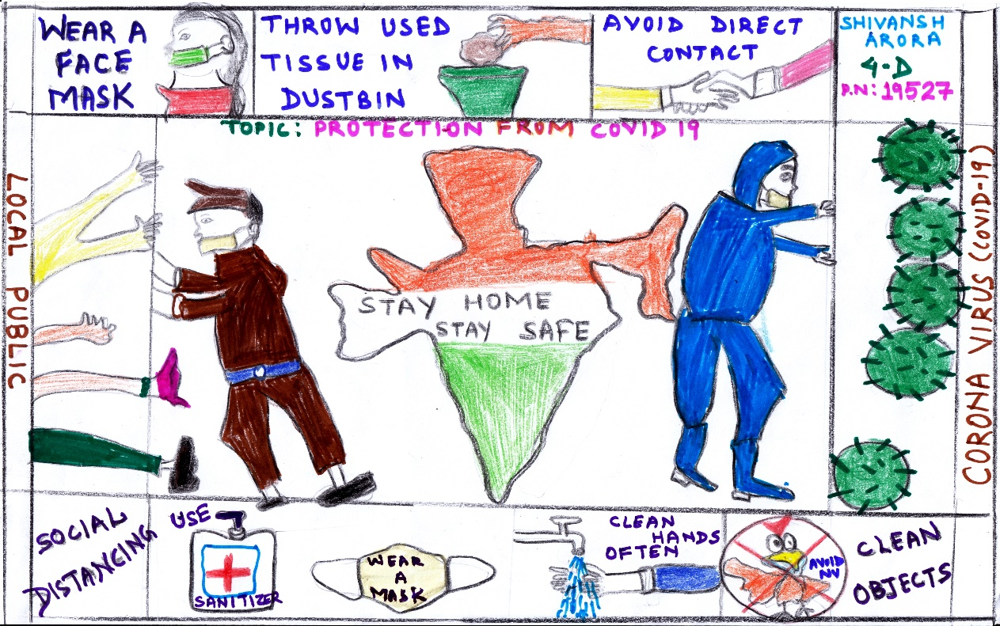 WEAR A
FACE
MASK
THROW USED
TISSUE IN
DUSTBIN
AVOID DIRECT
CONTACT
SHIVANSH
ARORA
4-D
P.N: 19527
TOPIC: PROTECTION FROM COVID 19
LOCAL PUBLIC
STAY HOME
STAY SAFE
CORONA VIRUS (COVID-19)
SOCIAL
DISTANCING
USE
SANITIZER
WEAR
A
MASK
CLEAN
HANDS
OFTEN
AVOID
NV
CLEAN
OBJECTS